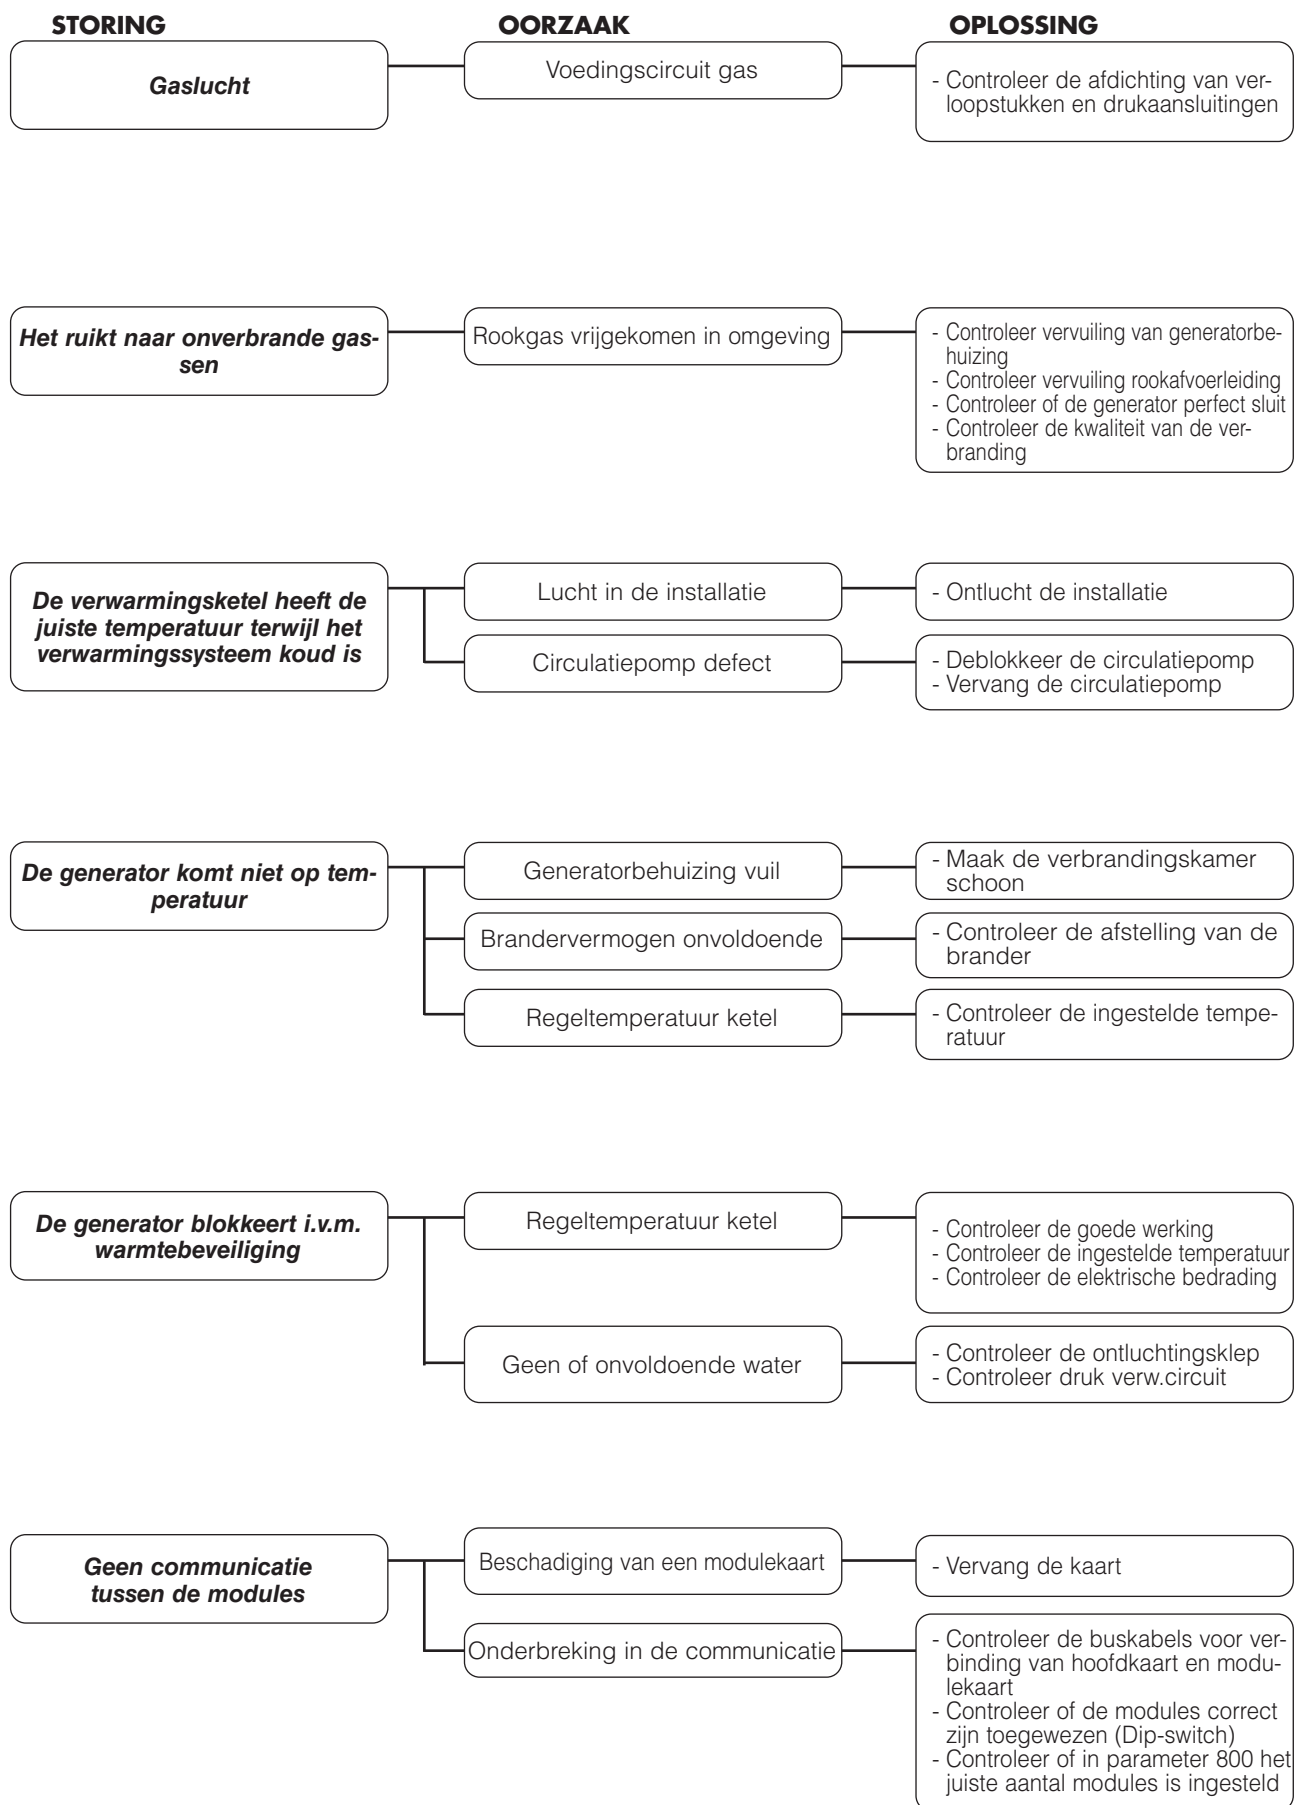 STORING
OORZAAK
OPLOSSING
Gaslucht
Voedingscircuit gas
- Controleer de afdichting van ver-
loopstukken en drukaansluitingen
Het ruikt naar onverbrande gas-
sen
Rookgas vrijgekomen in omgeving
- Controleer vervuiling van generatorbe-
huizing
- Controleer vervuiling rookafvoerleiding
- Controleer of de generator perfect sluit
- Controleer de kwaliteit van de ver-
branding
De verwarmingsketel heeft de
juiste temperatuur terwijl het
verwarmingssysteem koud is
Lucht in de installatie
- Ontlucht de installatie
Circulatiepomp defect
- Deblokkeer de circulatiepomp
- Vervang de circulatiepomp
De generator komt niet op tem-
peratuur
Generatorbehuizing vuil
- Maak de verbrandingskamer
schoon
Brandervermogen onvoldoende
- Controleer de afstelling van de
brander
Regeltemperatuur ketel
- Controleer de ingestelde tempe-
ratuur
De generator blokkeert i.v.m.
warmtebeveiliging
Regeltemperatuur ketel
- Controleer de goede werking
- Controleer de ingestelde temperatuur
- Controleer de elektrische bedrading
Geen of onvoldoende water
- Controleer de ontluchtingsklep
- Controleer druk verw.circuit
Geen communicatie
tussen de modules
Beschadiging van een modulekaart
- Vervang de kaart
Onderbreking in de communicatie
- Controleer de buskabels voor ver-
binding van hoofdkaart en modu-
lekaart
- Controleer of de modules correct
zijn toegewezen (Dip-switch)
- Controleer of in parameter 800 het
juiste aantal modules is ingesteld